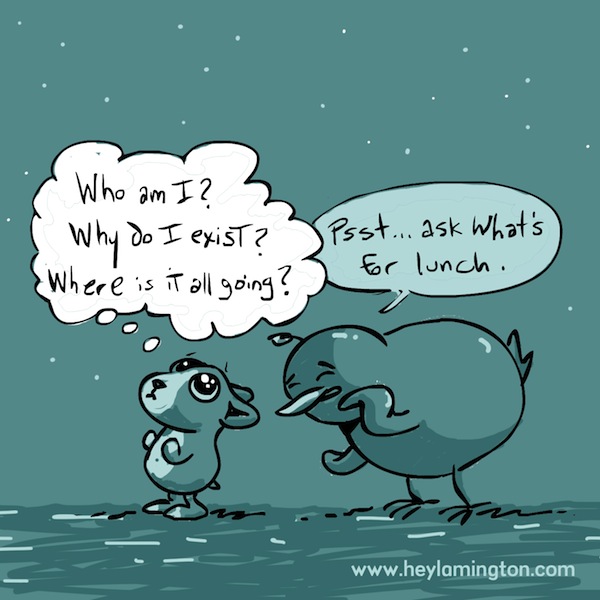 Who am I?
Why do I exist?
Where is it all going?
Psst... ask What's
for lunch.
www.heylamington.com